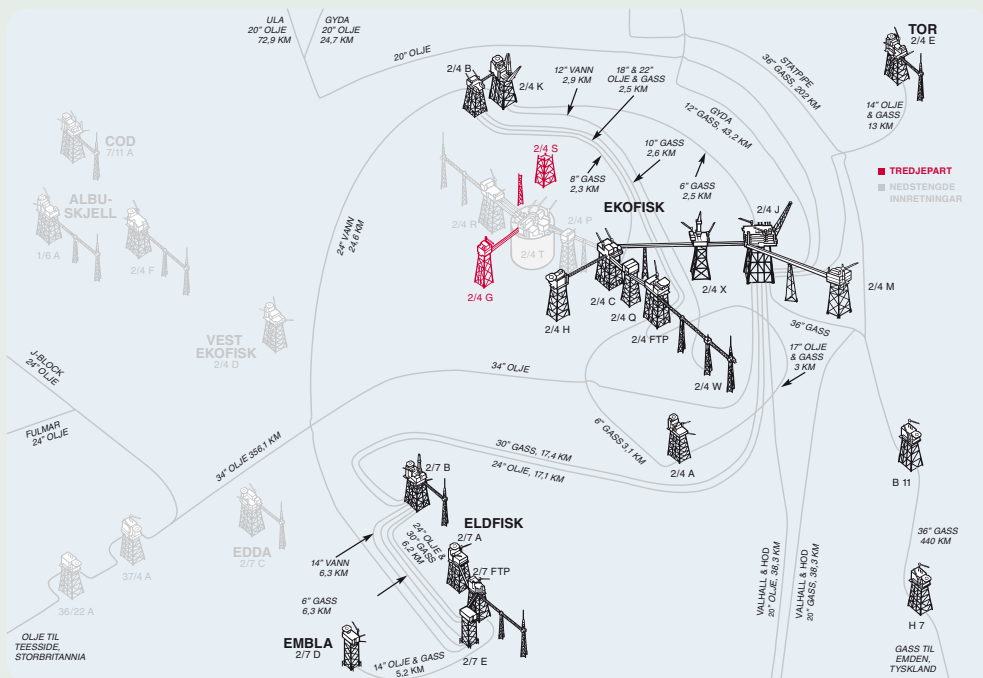 ULA
20" OLJE
72,9 KM
GYDA
20" OLJE
24,7 KM
20" OLJE
TOR
2/4 E
STATPIPE
36" GASS, 202 KM
14" OLJE
& GASS
13 KM
2/4 B
2/4 K
12" VANN
2,9 KM
18" & 22"
OLJE & GASS
2,5 KM
GYDA
12" GASS, 43,2 KM
COD
7/11 A
2/4 S
10" GASS
2,6 KM
8" GASS
2,3 KM
6" GASS
2,5 KM
TREDJEPART
NEDSTENGDE
INNRETNINGAR
ALBU-
SKJELL
1/6 A
2/4 F
24" VANN
24,6 KM
2/4 R
2/4 P
2/4 T
EKOFISK
2/4 J
2/4 G
2/4 H
2/4 C
2/4 Q
2/4 FTP
2/4 X
2/4 M
VEST
EKOFISK
2/4 D
36" GASS
17" OLJE
& GASS
3 KM
J-BLOCK
24" OLJE
34" OLJE
2/4 W
FULMAR
24" OLJE
6" GASS 3,1 KM
2/4 A
34" OLJE 356,1 KM
30" GASS, 17,4 KM
24" OLJE, 17,1 KM
2/7 B
B 11
ELDFISK
2/7 A
24" OLJE &
30" GASS
6,2 KM
EDDA
2/7 C
37/4 A
14" VANN
6,3 KM
2/7 FTP
36" GASS
440 KM
36/22 A
6" GASS
6,3 KM
VALHALL & HOD
20" OLJE, 38,3 KM
VALHALL & HOD
20" GASS, 38,3 KM
H 7
OLJE TIL
TEESSIDE,
STORBRITANNIA
EMBLA
2/7 D
14" OLJE & GASS
5,2 KM
2/7 E
GASS TIL
EMDEN,
TYSKLAND